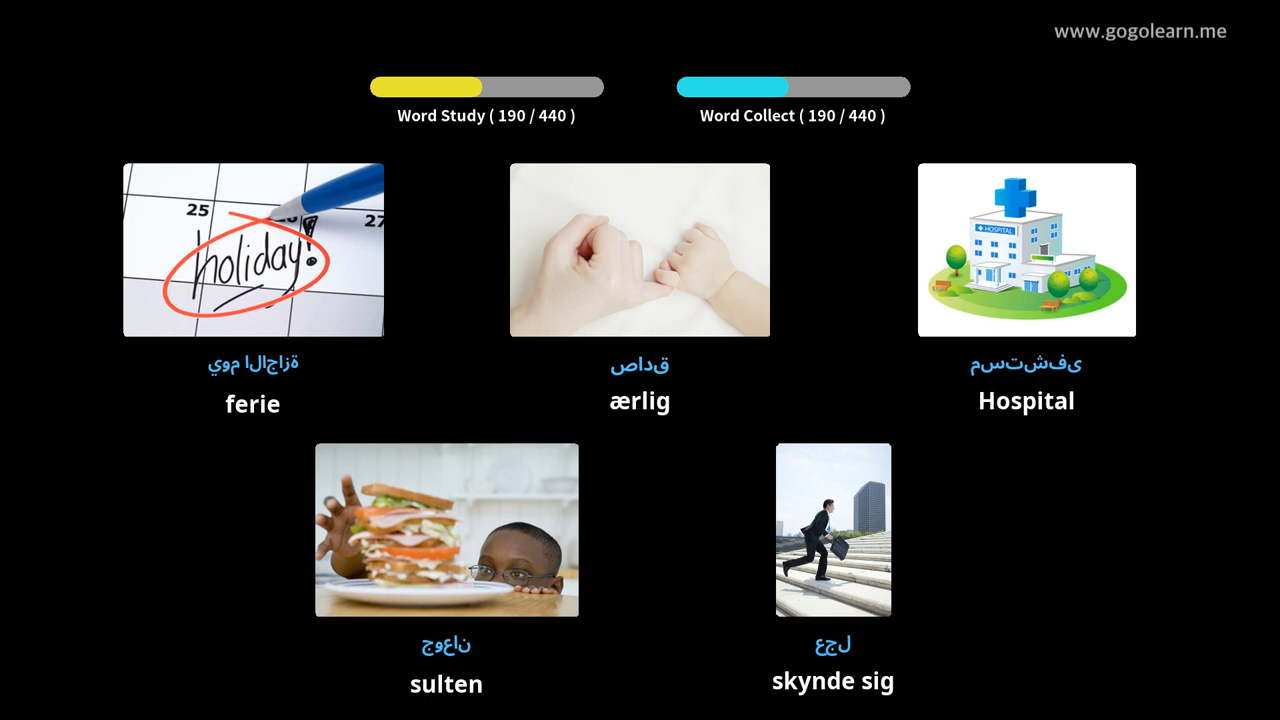 www.gogolearn.me
Word Study ( 190 / 440 )
Word Collect ( 190 / 440 )
25
27
holiday!
HOSPITAL
يوم الاجازة
صادق
مستشفى
ferie
ærlig
Hospital
جوعان
عجل
sulten
skynde sig